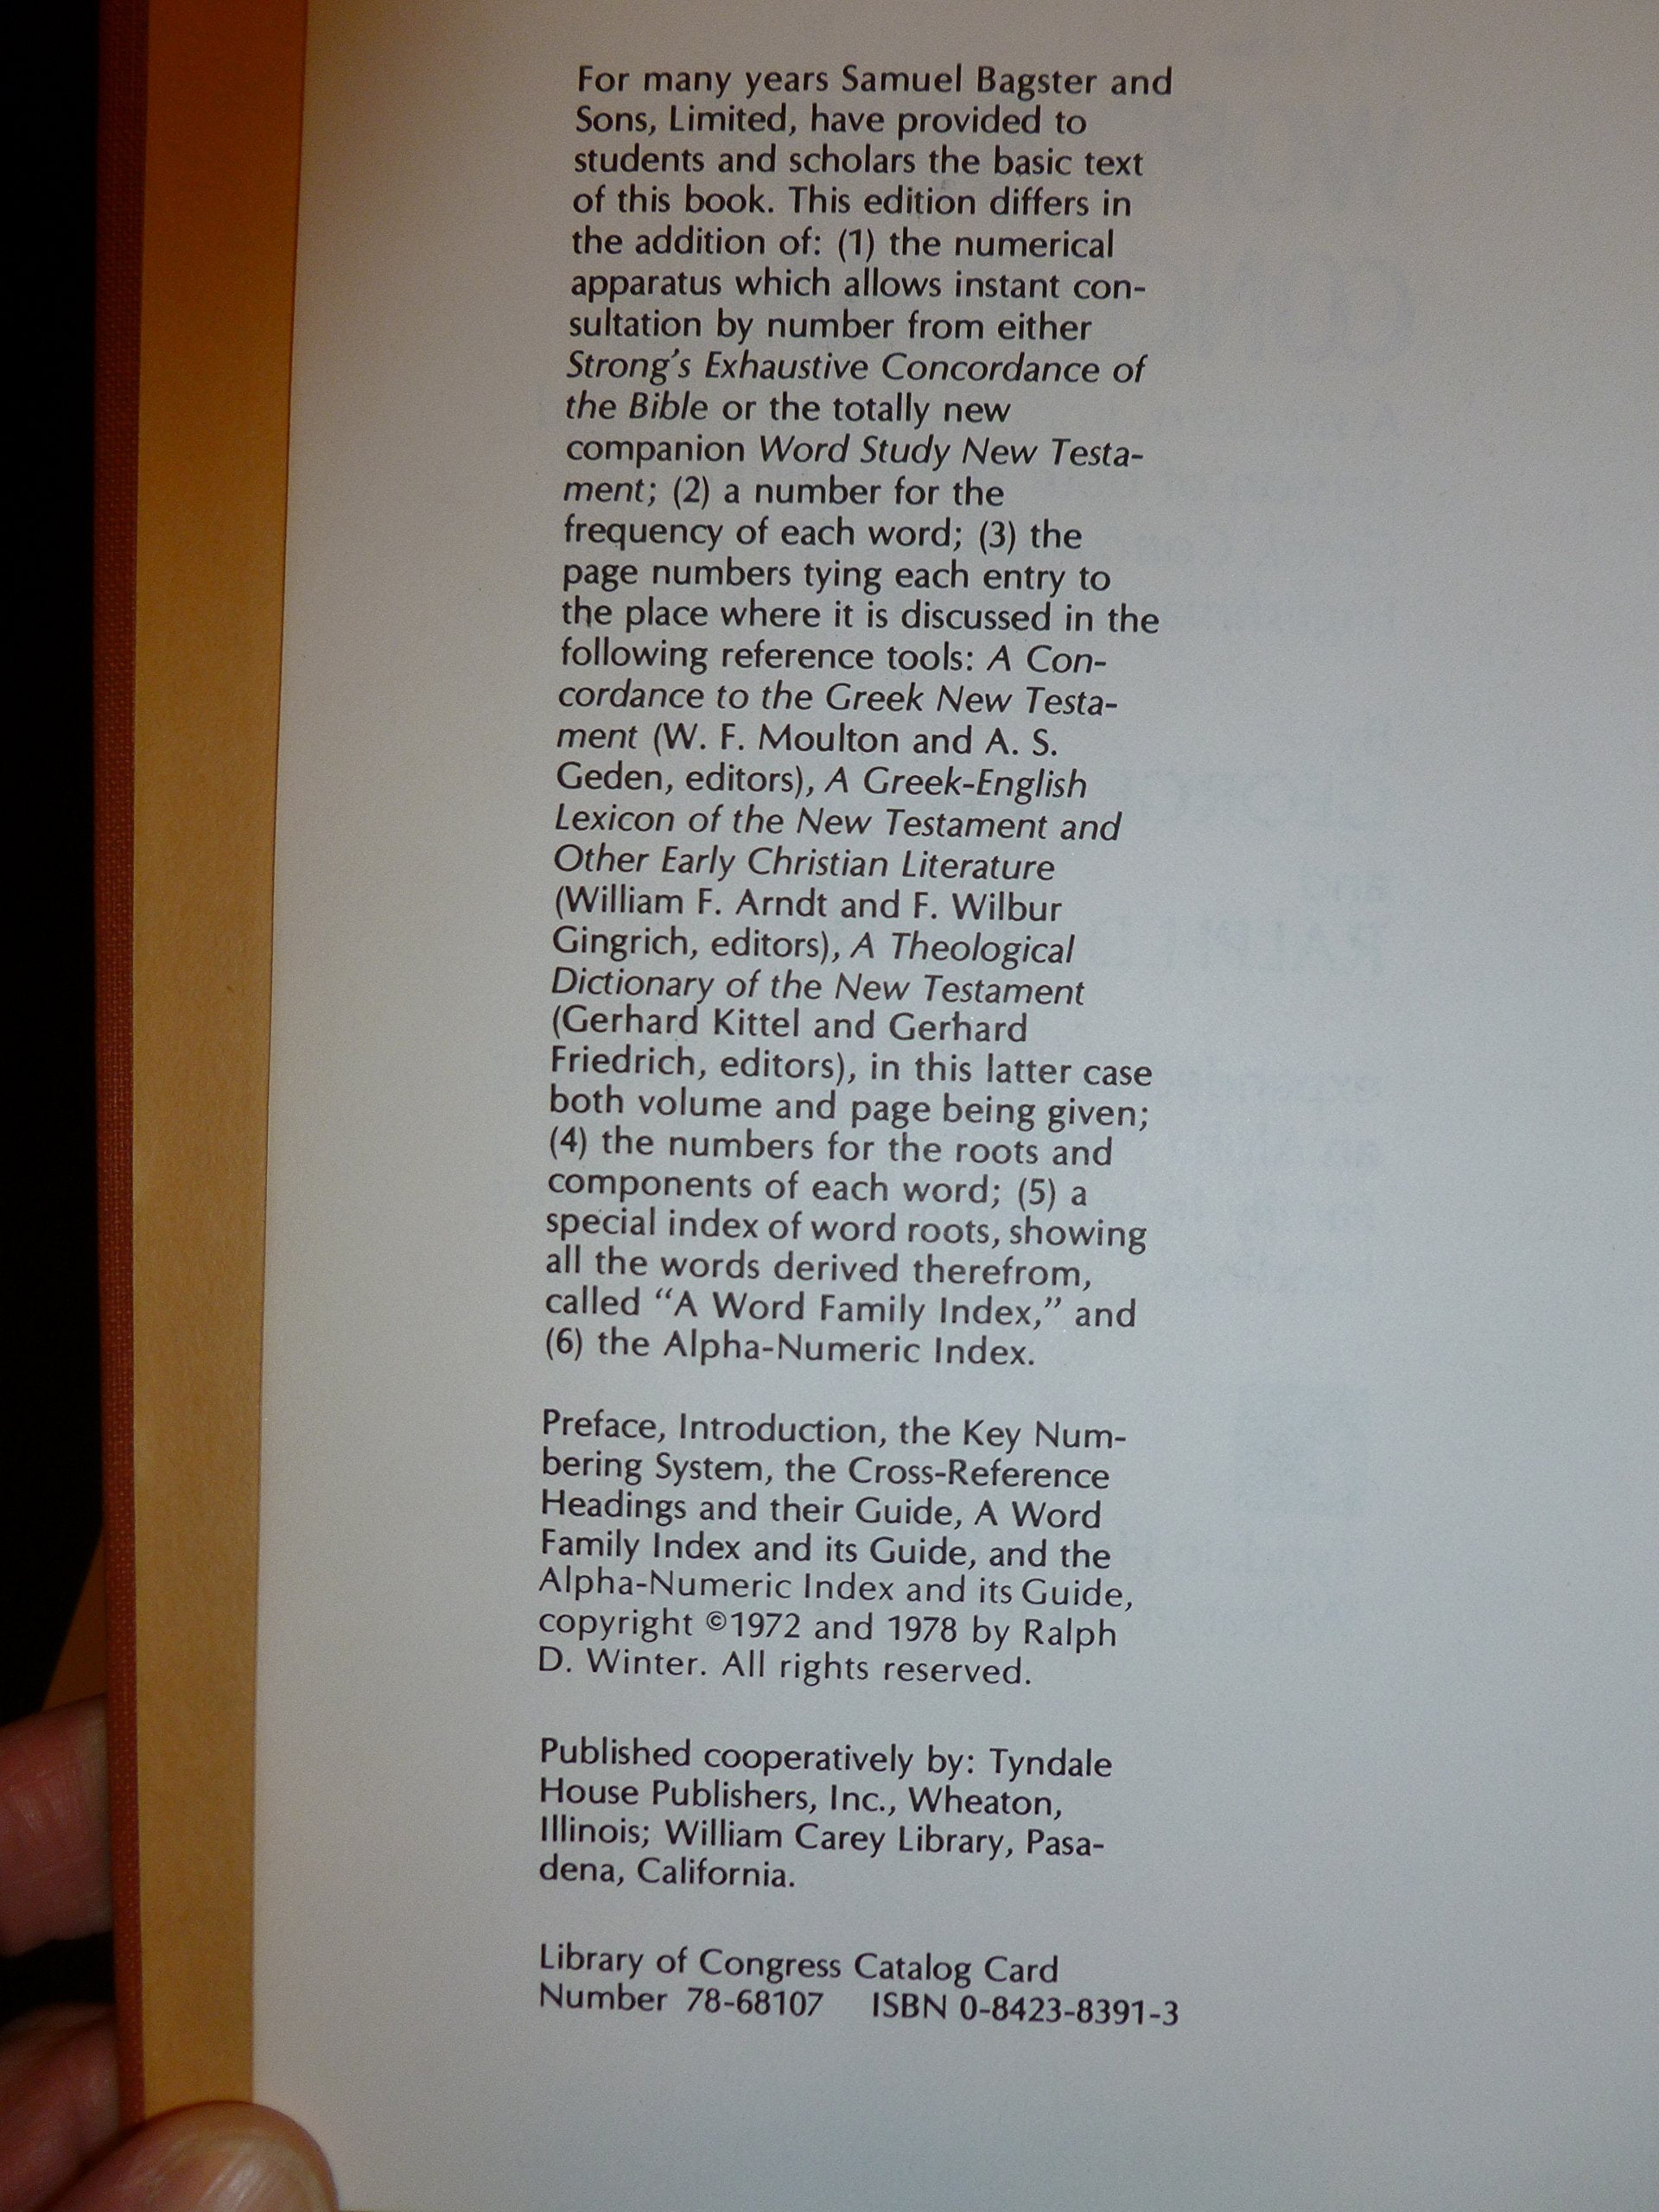 For many years Samuel Bagster and
Sons, Limited, have provided to
students and scholars the basic text
of this book. This edition differs in
the addition of: (1) the numerical
apparatus which allows instant con-
sultation by number from either
Strong's Exhaustive Concordance of
the Bible or the totally new
companion Word Study New Testa-
ment; (2) a number for the
frequency of each word; (3) the
page numbers tying each entry to
the place where it is discussed in the
following reference tools: A Con-
cordance to the Greek New Testa-
ment (W. F. Moulton and A. S.
Geden, editors), A Greek-English
Lexicon of the New Testament and
Other Early Christian Literature
(William F. Arndt and F. Wilbur
Gingrich, editors), A Theological
Dictionary of the New Testament
(Gerhard Kittel and Gerhard
Friedrich, editors), in this latter case
both volume and page being given;
(4) the numbers for the roots and
components of each word; (5) a
special index of word roots, showing
all the words derived therefrom,
called “A Word Family Index,” and
(6) the Alpha-Numeric Index.
Preface, Introduction, the Key Num-
bering System, the Cross-Reference
Headings and their Guide, A Word
Family Index and its Guide, and the
Alpha-Numeric Index and its Guide,
copyright ©1972 and 1978 by Ralph
D. Winter. All rights reserved.
Published cooperatively by: Tyndale
House Publishers, Inc., Wheaton,
Illinois; William Carey Library, Pasa-
dena, California.
Library of Congress Catalog Card
Number 78-68107 ISBN 0-8423-8391-3